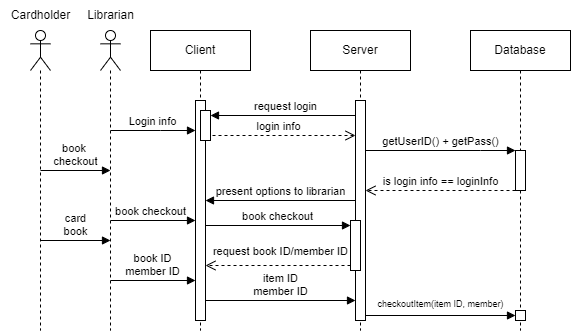 Cardholder
Librarian
Client
Server
Database
request login
Login info
login info
getUserID() + getPass()
book
checkout
is login info == loginInfo
present options to librarian
book checkout
book checkout
card
book
request book ID/member ID
book ID
member ID
item ID
member ID
checkoutItem(item ID, member)